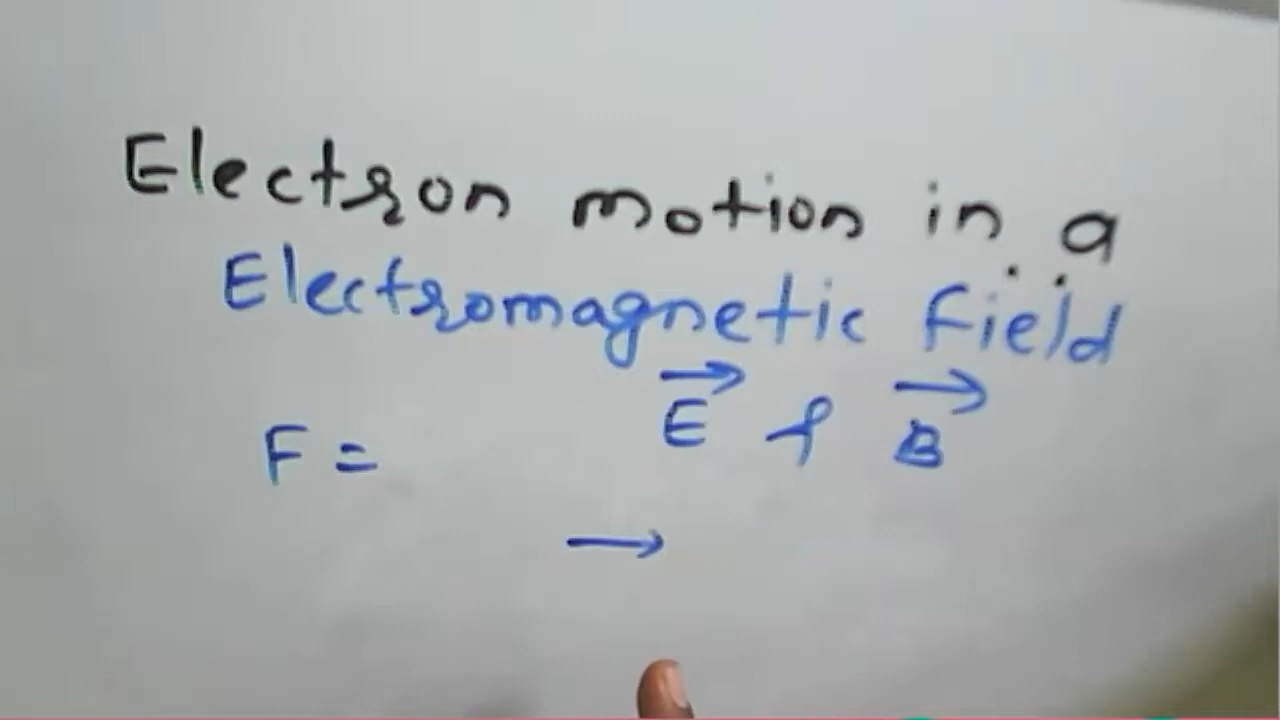 Electron motion in a
Electromagnetic Field
F = E⃗ & B⃗
→